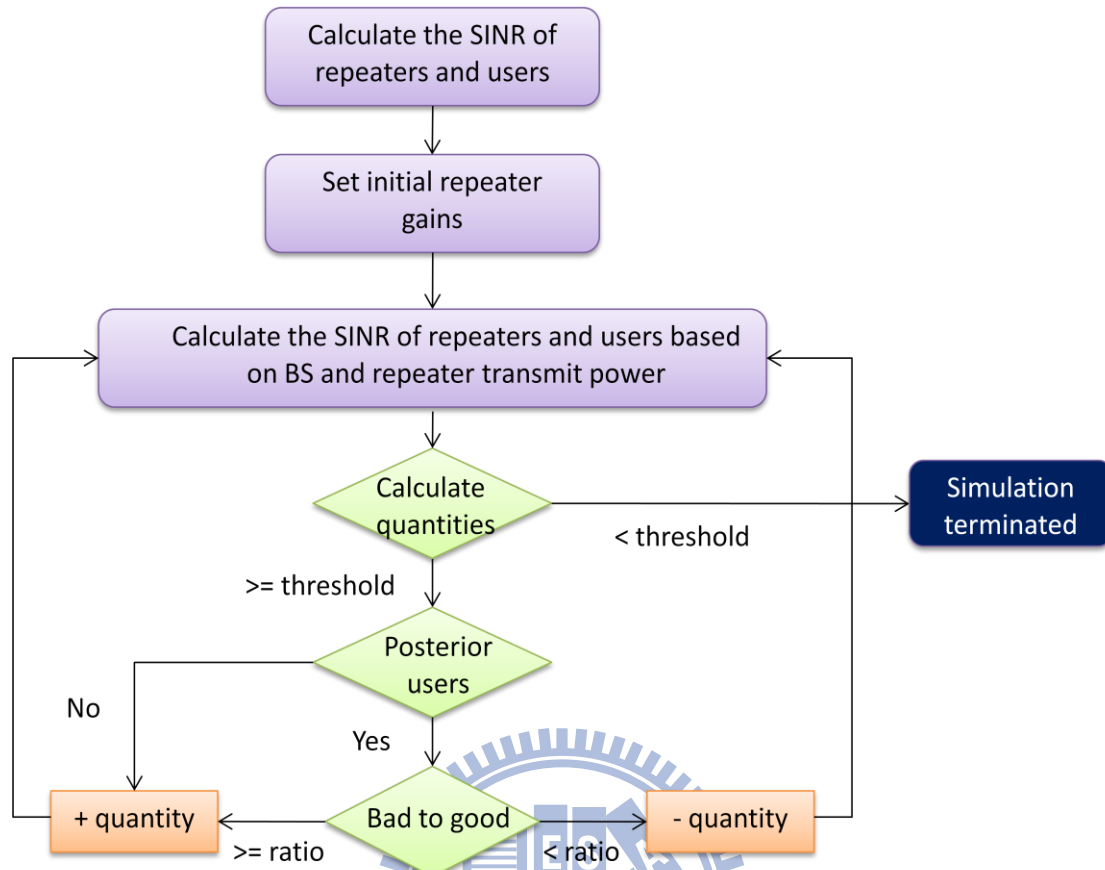 Calculate the SINR of
repeaters and users
Set initial repeater
gains
Calculate the SINR of repeaters and users based
on BS and repeater transmit power
Calculate
quantities
< threshold
Simulation
terminated
>= threshold
Posterior
users
No
Yes
+ quantity
>= ratio
Bad to good
< ratio
- quantity
E S